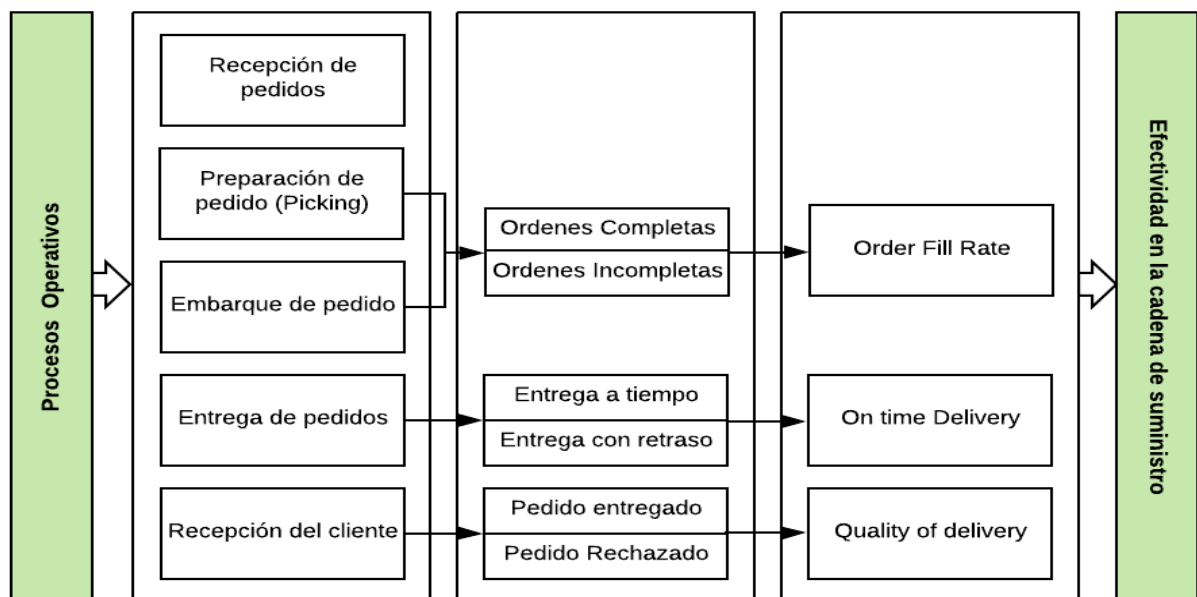 Procesos Operativos
Recepción de
pedidos
Preparación de
pedido (Picking)
Embarque de pedido
Entrega de pedidos
Recepción del cliente
Ordenes Completas
Ordenes Incompletas
Entrega a tiempo
Entrega con retraso
Pedido entregado
Pedido Rechazado
Order Fill Rate
On time Delivery
Quality of delivery
Efectividad en la cadena de suministro